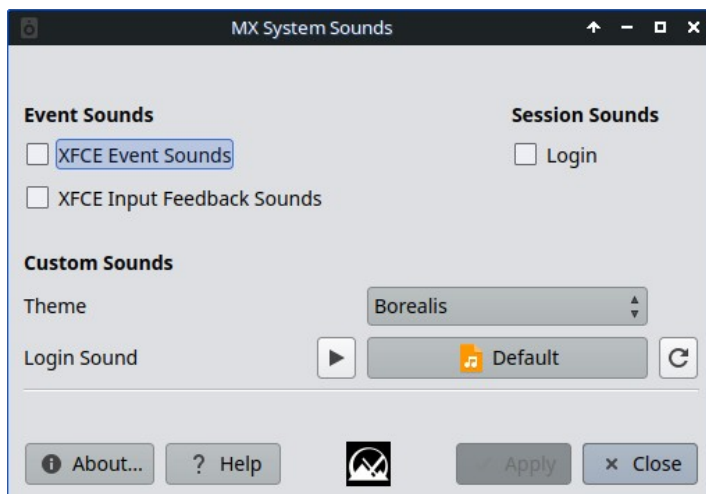 MX System Sounds
Event Sounds
Session Sounds
XFCE Event Sounds
Login
XFCE Input Feedback Sounds
Custom Sounds
Theme
Borealis
Login Sound
Default
About...
? Help
Apply
Close